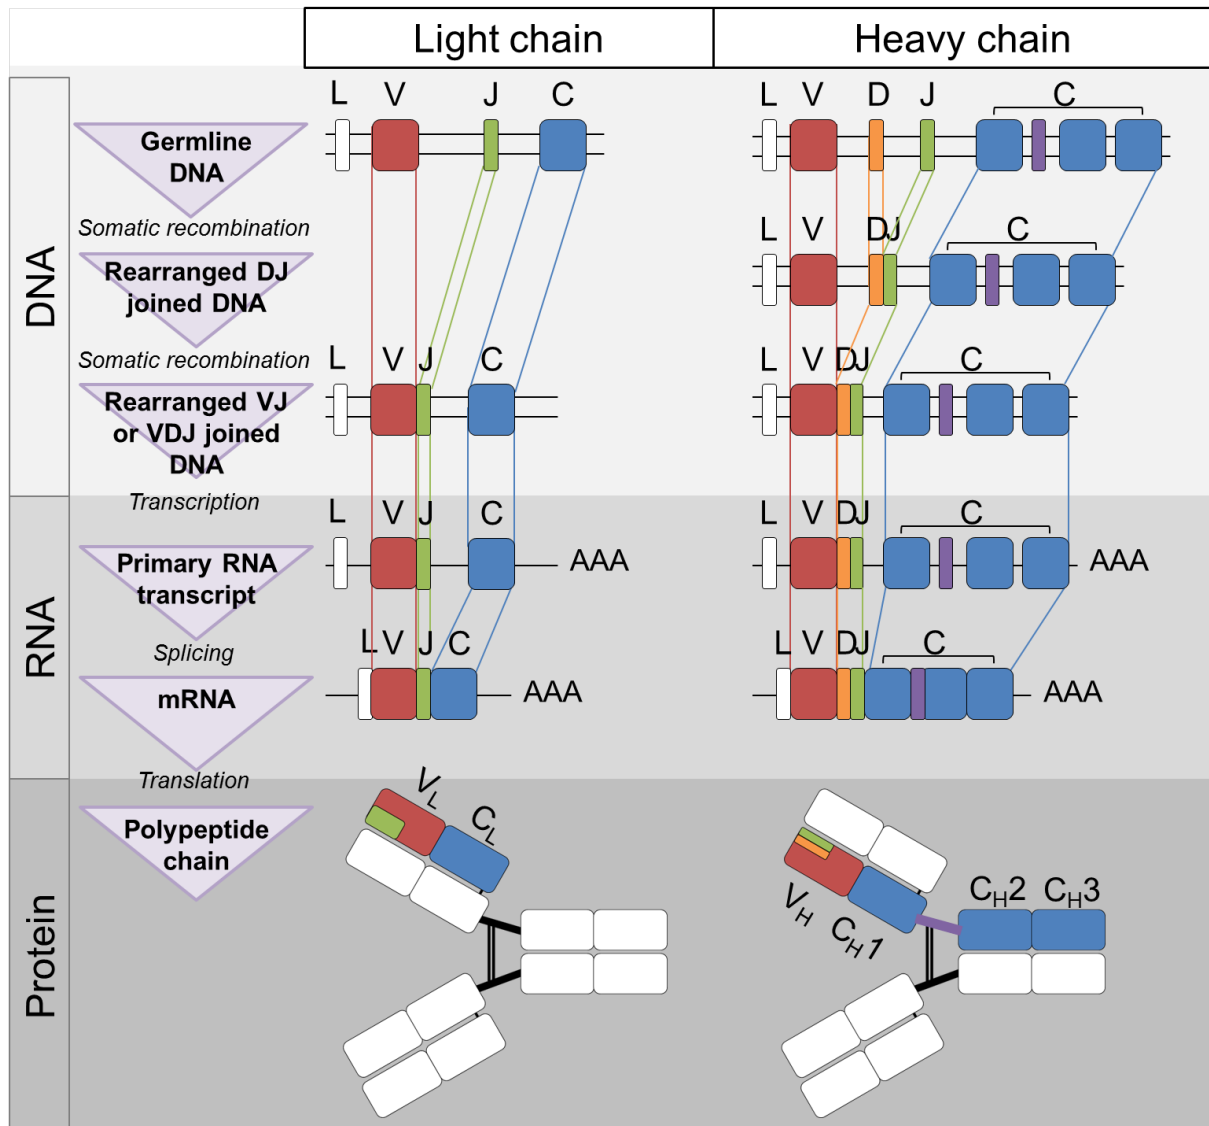 Light chain
Heavy chain
DNA
L V J C
L V D J C
Germline
DNA
Somatic recombination
L V DJ C
Rearranged DJ
joined DNA
Somatic recombination
L V J C
L V DJ C
Rearranged VJ
or VDJ joined
DNA
Transcription
RNA
L V J C
L V DJ C
Primary RNA
transcript
AAA
AAA
Splicing
L V J C
L V DJ C
mRNA
AAA
AAA
Translation
Protein
Polypeptide
chain
VL
CL
VH
CH1
CH2
CH3